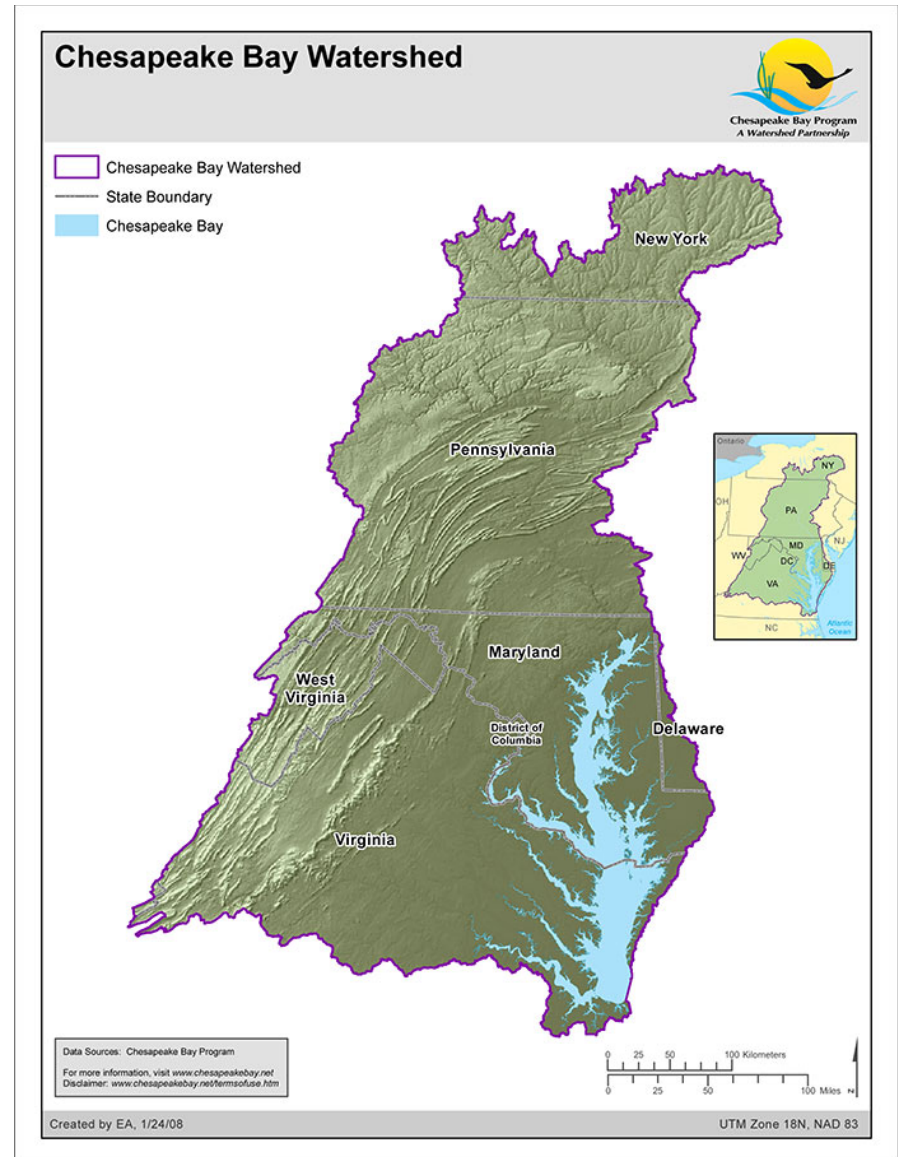 Chesapeake Bay Watershed
Chesapeake Bay Program
A Watershed Partnership
Chesapeake Bay Watershed
State Boundary
Chesapeake Bay
New York
Pennsylvania
Maryland
West
Virginia
District of
Columbia
Delaware
Virginia
Ontario
NY
OH
PA
NJ
MD
WV
DC
DE
VA
NC
Atlantic
Ocean
Data Sources: Chesapeake Bay Program
For more information, visit www.chesapeakebay.net
Disclaimer: www.chesapeakebay.net/termsofuse.htm
0 25 50 100 Kilometers
0 25 50 100 Miles
N
Created by EA, 1/24/08
UTM Zone 18N, NAD 83